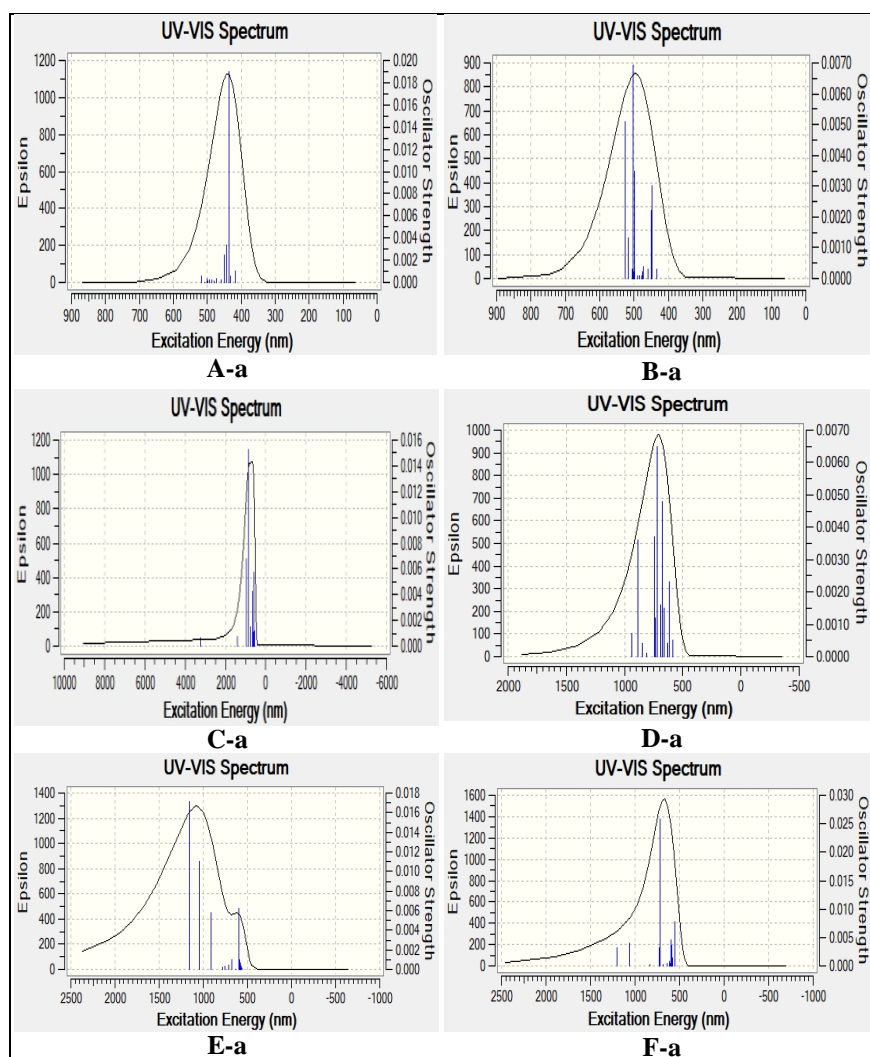 UV-VIS Spectrum
1200
1000
800
600
400
200
0
Epsilon
0.020
0.018
0.016
0.014
0.012
0.010
0.008
0.006
0.004
0.002
0.000
Oscillator Strength
900 800 700 600 500 400 300 200 100 0
Excitation Energy (nm)
A-a
UV-VIS Spectrum
900
800
700
600
500
400
300
200
100
0
Epsilon
0.0070
0.0060
0.0050
0.0040
0.0030
0.0020
0.0010
0.0000
Oscillator Strength
900 800 700 600 500 400 300 200 100 0
Excitation Energy (nm)
B-a
UV-VIS Spectrum
1200
1000
800
600
400
200
0
Epsilon
0.016
0.014
0.012
0.010
0.008
0.006
0.004
0.002
0.000
Oscillator Strength
10000 8000 6000 4000 2000 0 -2000 -4000 -6000
Excitation Energy (nm)
C-a
UV-VIS Spectrum
1000
900
800
700
600
500
400
300
200
100
0
Epsilon
0.0070
0.0060
0.0050
0.0040
0.0030
0.0020
0.0010
0.0000
Oscillator Strength
2000 1500 1000 500 0 -500
Excitation Energy (nm)
D-a
UV-VIS Spectrum
1400
1200
1000
800
600
400
200
0
Epsilon
0.018
0.016
0.014
0.012
0.010
0.008
0.006
0.004
0.002
0.000
Oscillator Strength
2500 2000 1500 1000 500 0 -500 -1000
Excitation Energy (nm)
E-a
UV-VIS Spectrum
1600
1400
1200
1000
800
600
400
200
0
Epsilon
0.030
0.025
0.020
0.015
0.010
0.005
0.000
Oscillator Strength
2500 2000 1500 1000 500 0 -500 -1000
Excitation Energy (nm)
F-a